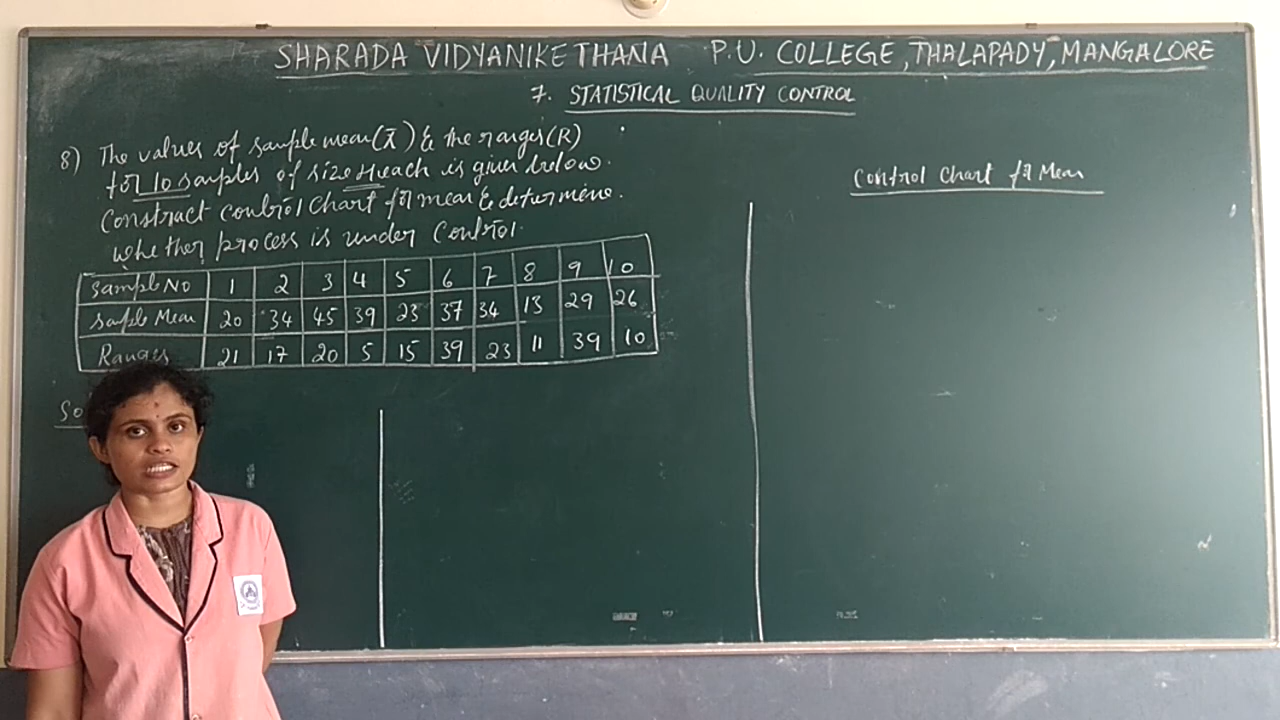 SHARADA VIDYANIKETHANA P.U. COLLEGE, THALAPADY, MANGALORE
7. STATISTICAL QUALITY CONTROL
8) The values of sample mean (x̄) & the ranges (R)
for 10 samples of size 4 each is given below.
Construct control chart for mean & determine
whether process is under control.
Sample No 1 2 3 4 5 6 7 8 9 10
Sample Mean 20 34 45 39 23 37 34 13 29 26
Ranges 21 17 20 5 15 39 23 11 39 10
Control Chart for Mean